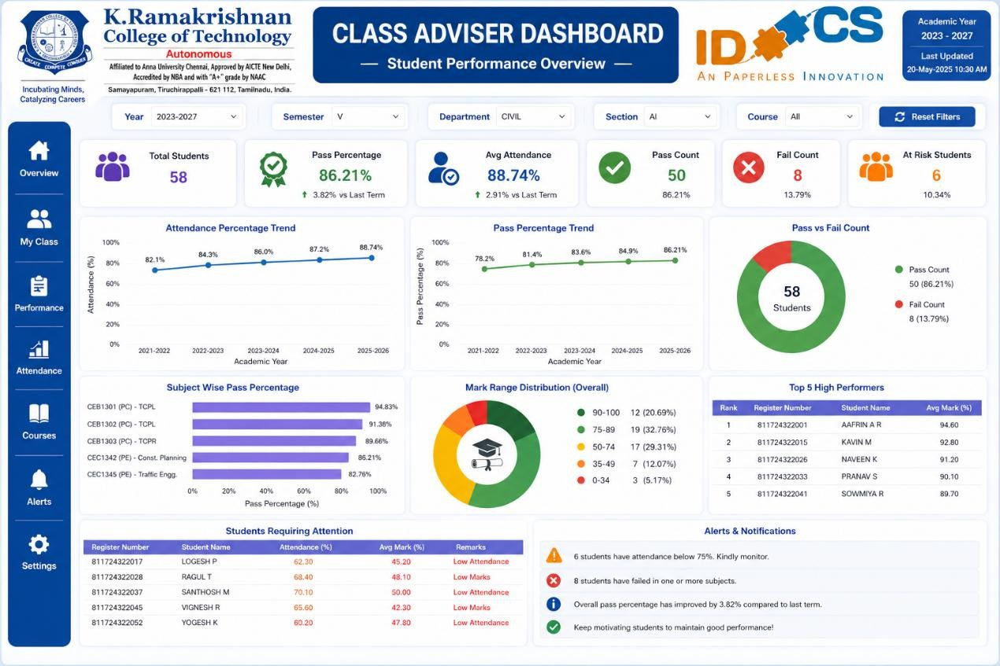 K.Ramakrishnan
College of Technology
Autonomous
Affiliated to Anna University Chennai, Approved by AICTE New Delhi,
Accredited by NBA and with "A+" grade by NAAC
Samayapuram, Tiruchirappalli - 621 112, Tamilnadu, India.
CREATE COMPETE CONQUER
Incubating Minds,
Catalyzing Careers
CLASS ADVISER DASHBOARD
Student Performance Overview
ID CS
AN PAPERLESS INNOVATION
Academic Year
2023 - 2027
Last Updated
20-May-2025 10:30 AM
Year 2023-2027 Semester V Department CIVIL Section AI Course All Reset Filters
Overview
My Class
Performance
Attendance
Courses
Alerts
Settings
Total Students
58
Pass Percentage
86.21%
3.82% vs Last Term
Avg Attendance
88.74%
2.91% vs Last Term
Pass Count
50
86.21%
Fail Count
8
13.79%
At Risk Students
6
10.34%
Attendance Percentage Trend
Attendance (%)
100%
80%
60%
40%
20%
0%
82.1% 84.3% 86.0% 87.2% 88.74%
2021-2022 2022-2023 2023-2024 2024-2025 2025-2026
Academic Year
Pass Percentage Trend
Pass Percentage (%)
100%
80%
60%
40%
20%
0%
78.2% 81.4% 83.6% 84.9% 86.21%
2021-2022 2022-2023 2023-2024 2024-2025 2025-2026
Academic Year
Pass vs Fail Count
58
Students
Pass Count
50 (86.21%)
Fail Count
8 (13.79%)
Subject Wise Pass Percentage
CEB1301 (PC) - TCPL 94.83%
CEB1302 (PC) - TCPL 91.38%
CEB1303 (PC) - TCPR 89.66%
CEC1342 (PE) - Const. Planning 86.21%
CEC1345 (PE) - Traffic Engg. 82.76%
0% 20% 40% 60% 80% 100%
Pass Percentage (%)
Mark Range Distribution (Overall)
90-100 12 (20.69%)
75-89 19 (32.76%)
50-74 17 (29.31%)
35-49 7 (12.07%)
0-34 3 (5.17%)
Top 5 High Performers
Rank Register Number Student Name Avg Mark (%)
1 811724322001 AAFRIN A R 94.60
2 811724322015 KAVIN M 92.80
3 811724322026 NAVEEN K 91.20
4 811724322033 PRANAV S 90.10
5 811724322041 SOWMIYA R 89.70
Students Requiring Attention
Register Number Student Name Attendance (%) Avg Mark (%) Remarks
811724322017 LOGESH P 62.30 45.20 Low Attendance
811724322028 RAGUL T 68.40 48.10 Low Marks
811724322037 SANTHOSH M 70.10 50.00 Low Attendance
811724322045 VIGNESH R 65.60 42.30 Low Marks
811724322052 YOGESH K 60.20 47.80 Low Attendance
Alerts & Notifications
6 students have attendance below 75%. Kindly monitor.
8 students have failed in one or more subjects.
Overall pass percentage has improved by 3.82% compared to last term.
Keep motivating students to maintain good performance!